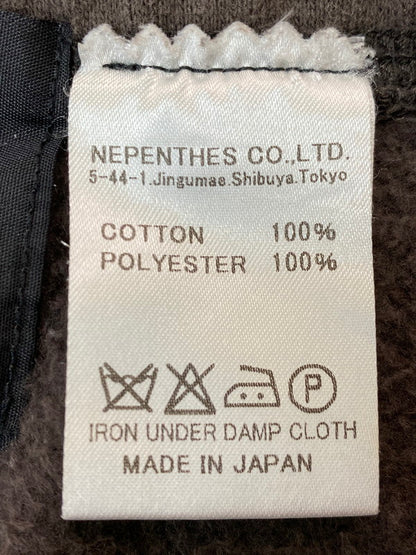 NEPENTHES CO.,LTD.
5-44-1.Jingumae.Shibuya.Tokyo
COTTON 100%
POLYESTER 100%
P
IRON UNDER DAMP CLOTH
MADE IN JAPAN